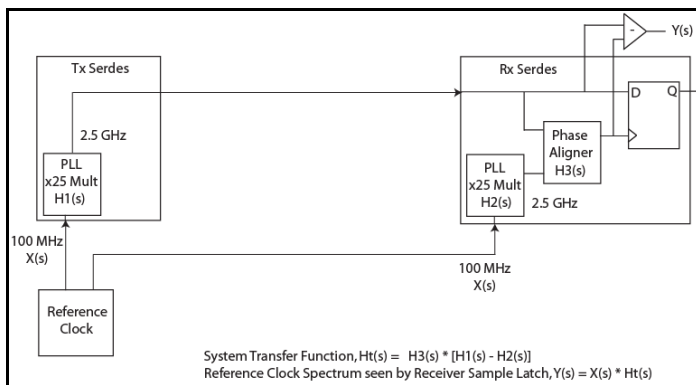 Y(s)
-
Tx Serdes
Rx Serdes
D Q
2.5 GHz
Phase
Aligner
H3(s)
PLL
x25 Mult
H1(s)
PLL
x25 Mult
H2(s)
2.5 GHz
100 MHz
X(s)
100 MHz
X(s)
Reference
Clock
System Transfer Function, Ht(s) = H3(s) * [H1(s) - H2(s)]
Reference Clock Spectrum seen by Receiver Sample Latch, Y(s) = X(s) * Ht(s)